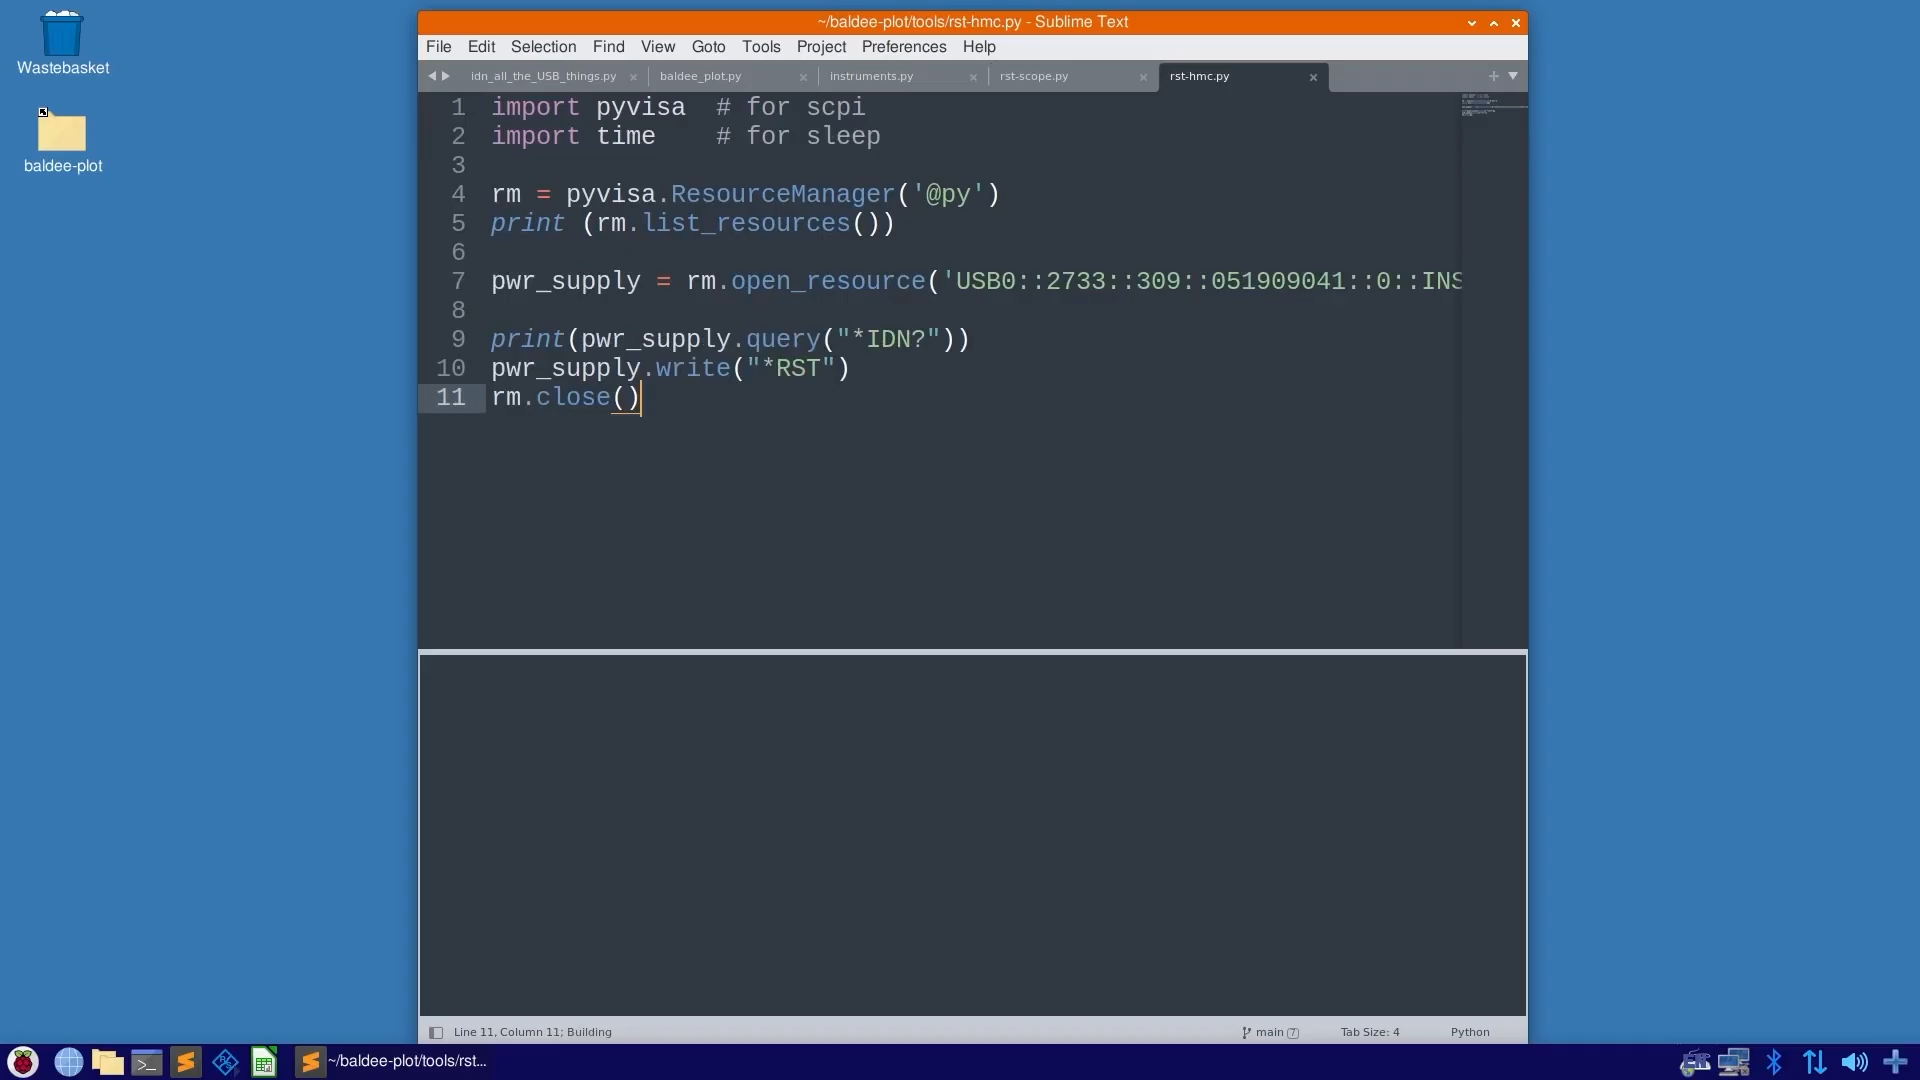 Wastebasket
baldee-plot
~/baldee-plot/tools/rst-hmc.py - Sublime Text
File Edit Selection Find View Goto Tools Project Preferences Help
idn_all_the_USB_things.py baldee_plot.py instruments.py rst-scope.py rst-hmc.py
1 import pyvisa  # for scpi
2 import time    # for sleep
3
4 rm = pyvisa.ResourceManager('@py')
5 print (rm.list_resources())
6
7 pwr_supply = rm.open_resource('USB0::2733::309::051909041::0::INS
8
9 print(pwr_supply.query("*IDN?"))
10 pwr_supply.write("*RST")
11 rm.close()
Line 11, Column 11; Building main 7 Tab Size: 4 Python
~/baldee-plot/tools/rst...